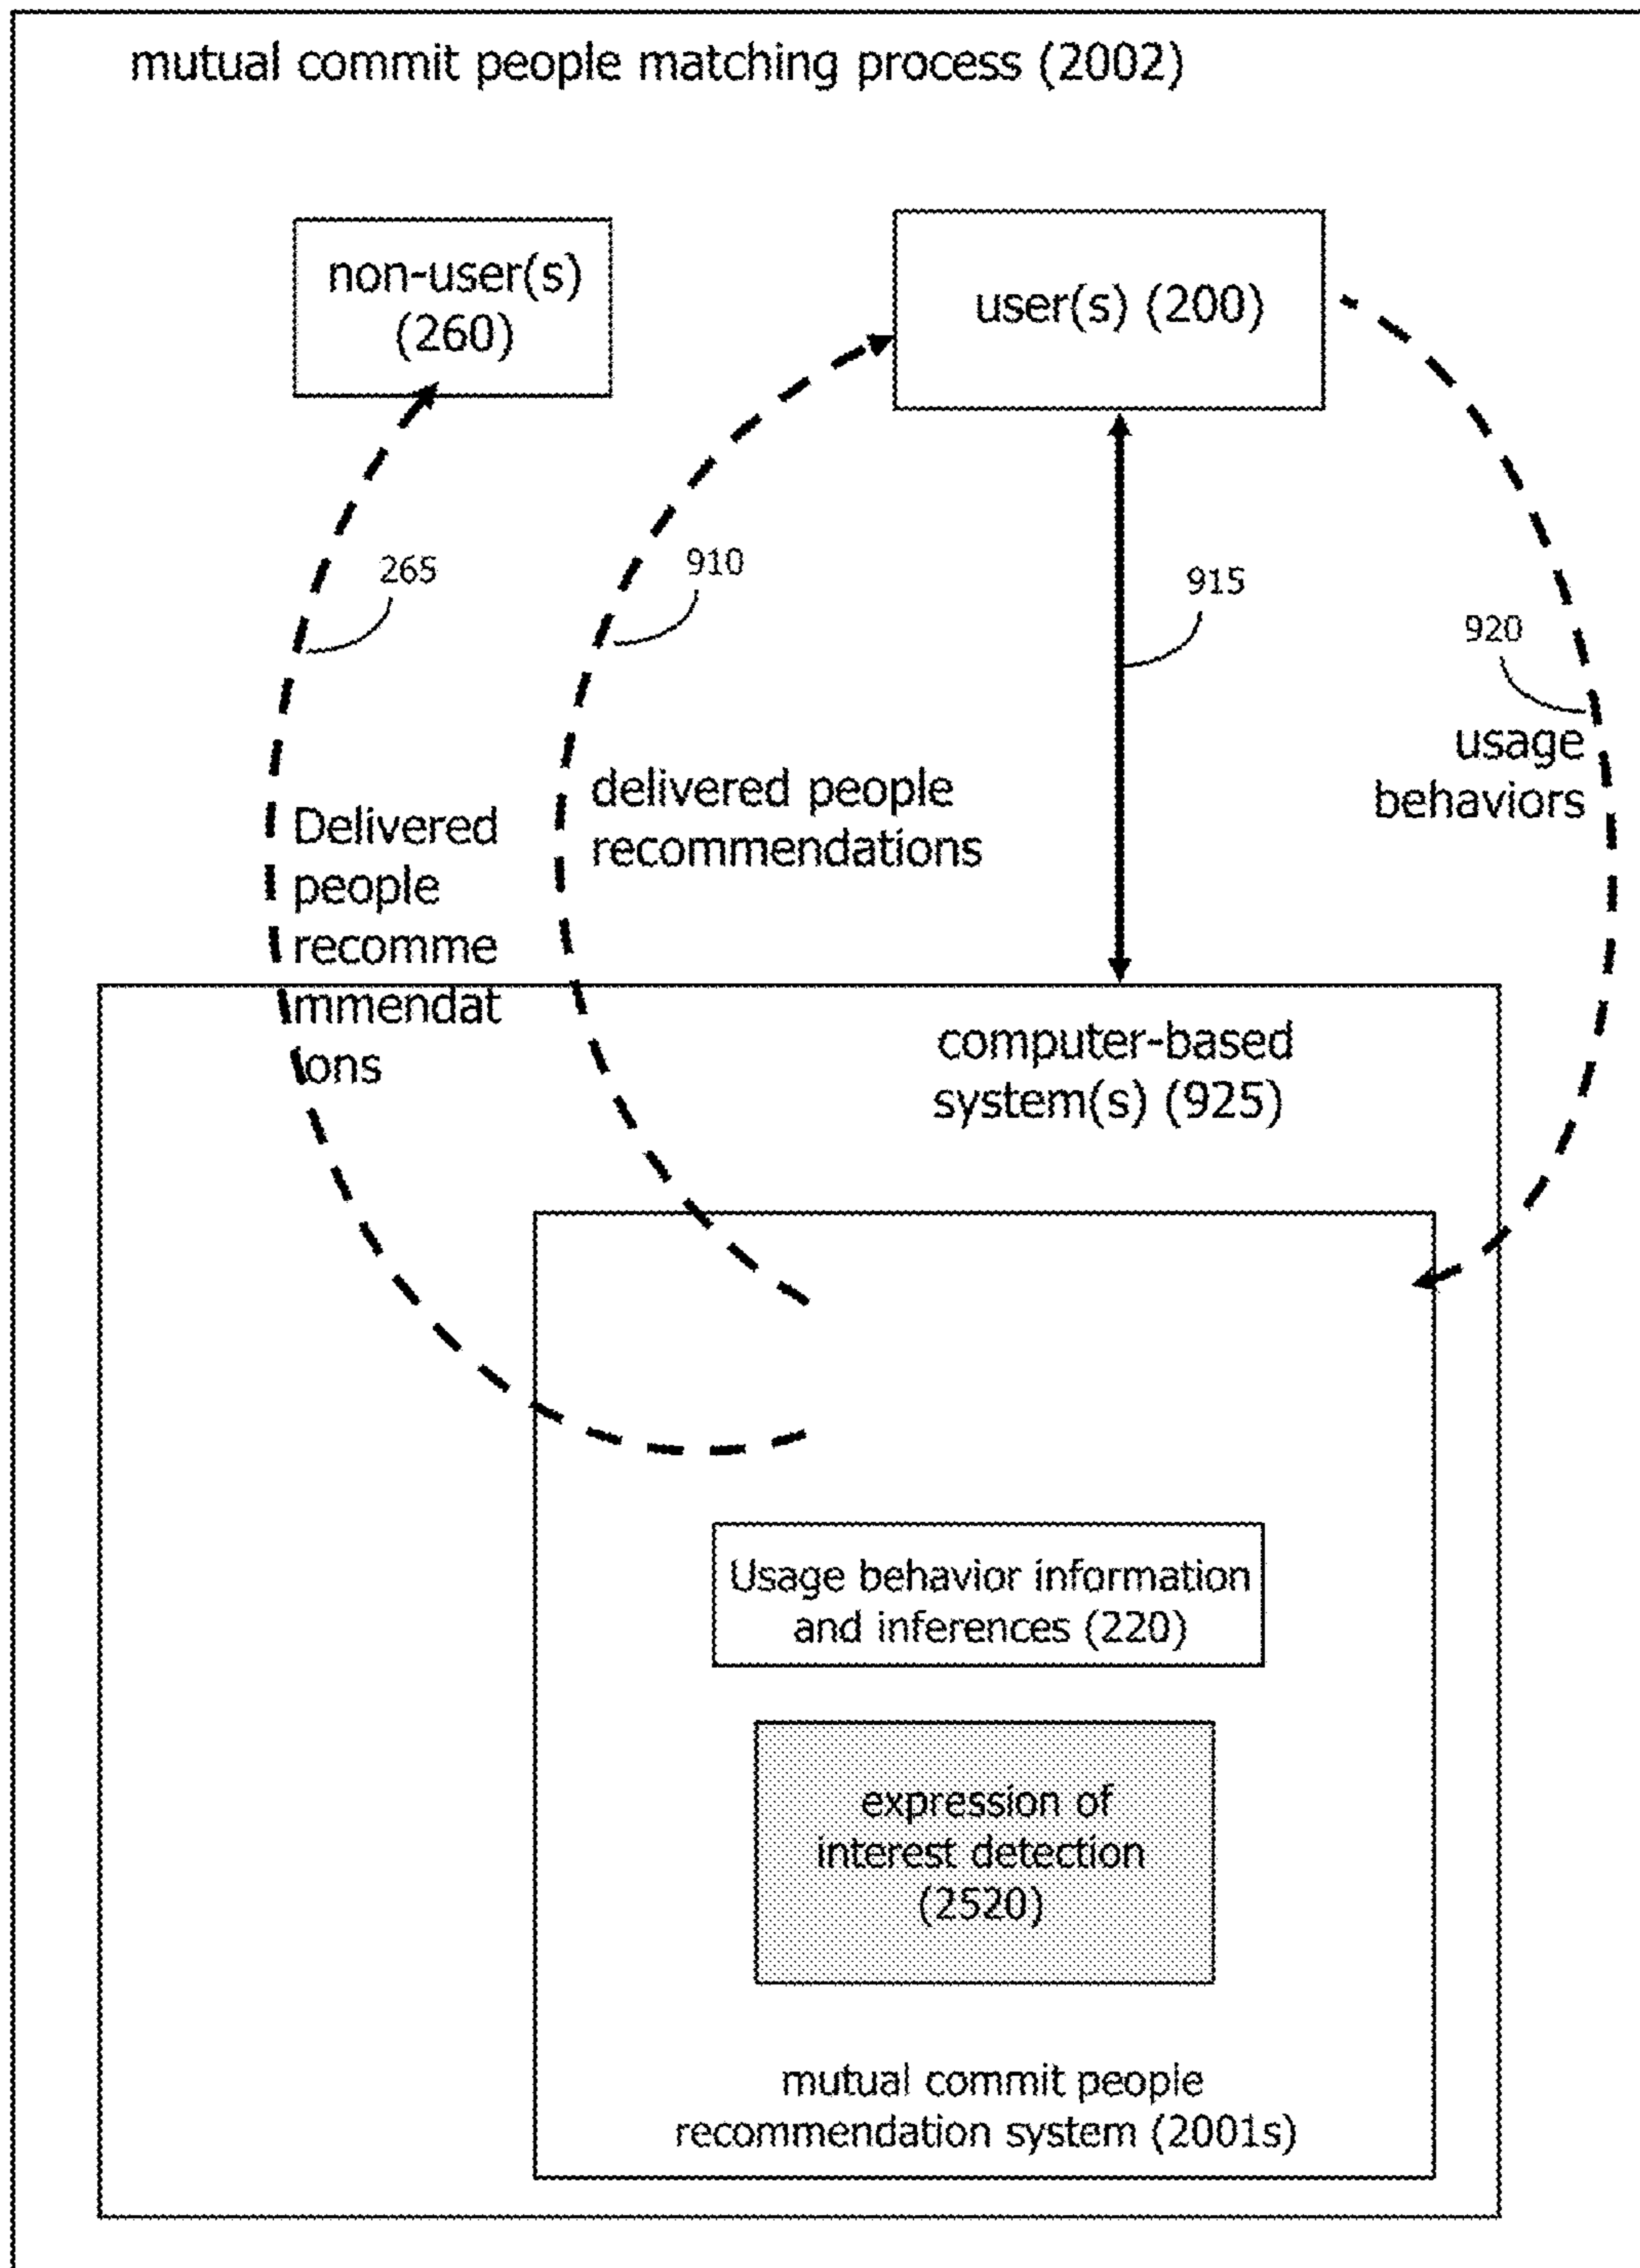 mutual commit people matching process (2002)
non-user(s)
(260)
user(s) (200)
265
910
915
920
usage
behaviors
delivered people
recommendations
Delivered
people
recomme
mmendat
ions
computer-based
system(s) (925)
Usage behavior information
and inferences (220)
expression of
interest detection
(2520)
mutual commit people
recommendation system (2001s)